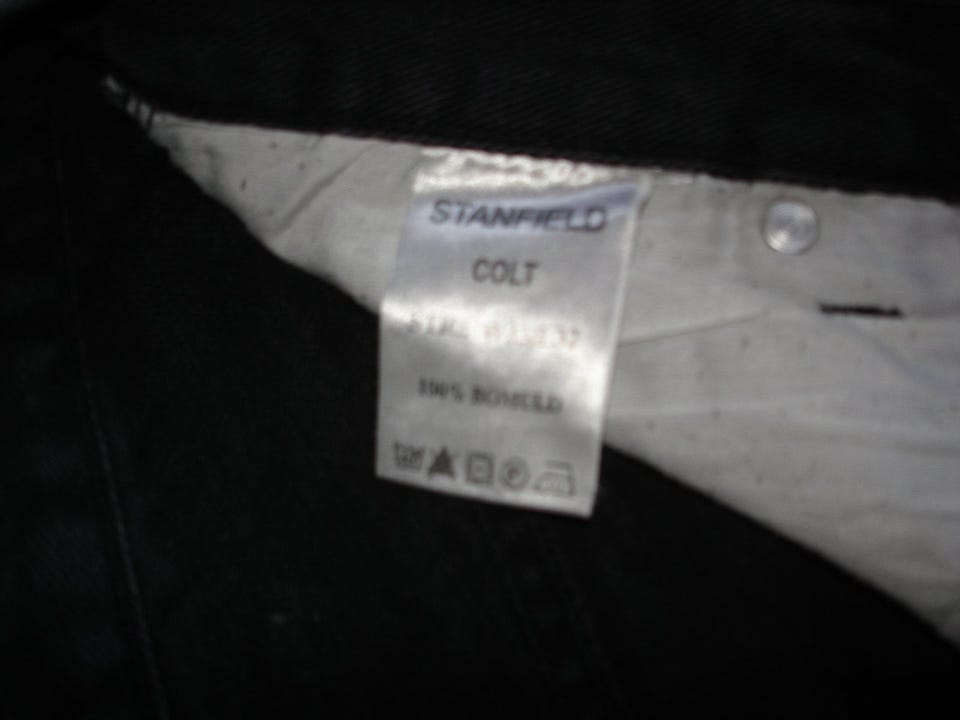 STANFIELD
COLT
100% BOMULD